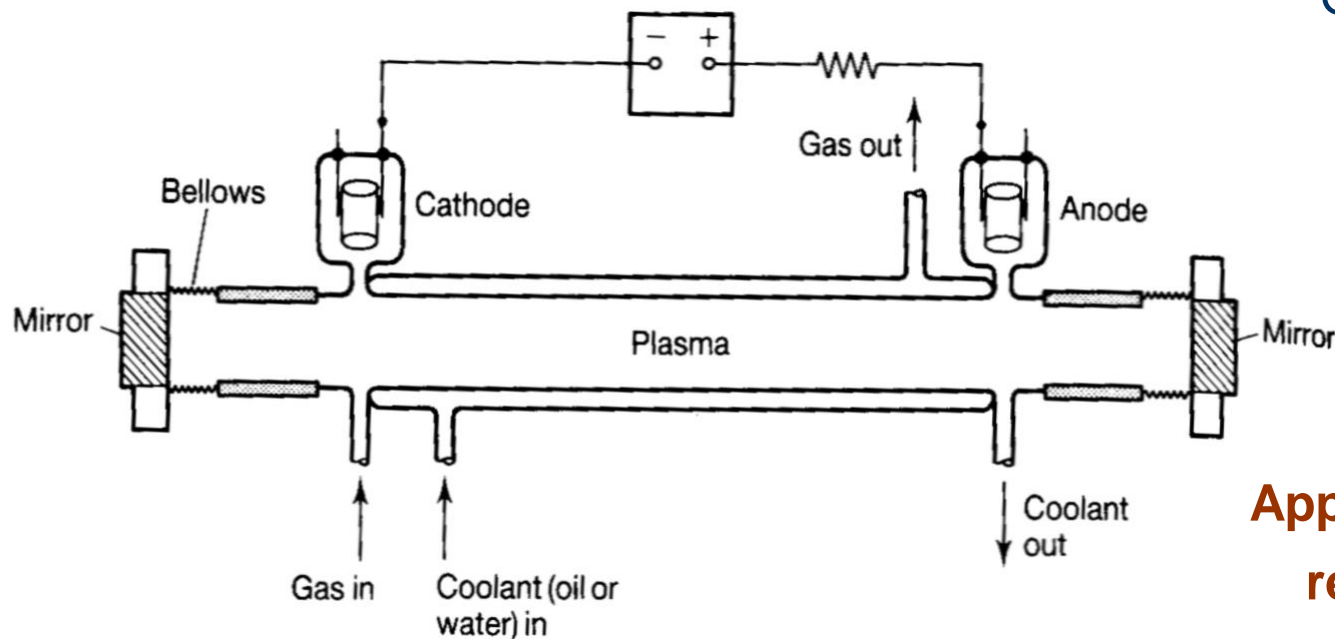 − +
Gas out
Bellows
Cathode
Anode
Mirror
Plasma
Mirror
Coolant
out
Gas in
Coolant (oil or
water) in
App
re